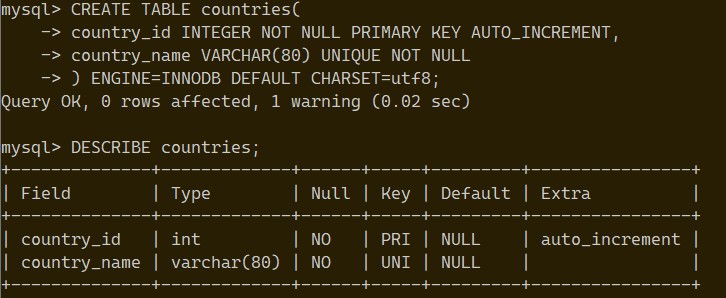 mysql> CREATE TABLE countries(
    -> country_id INTEGER NOT NULL PRIMARY KEY AUTO_INCREMENT,
    -> country_name VARCHAR(80) UNIQUE NOT NULL
    -> ) ENGINE=INNODB DEFAULT CHARSET=utf8;
Query OK, 0 rows affected, 1 warning (0.02 sec)

mysql> DESCRIBE countries;
+--------------+-------------+------+-----+---------+----------------+
| Field        | Type        | Null | Key | Default | Extra          |
+--------------+-------------+------+-----+---------+----------------+
| country_id   | int         | NO   | PRI | NULL    | auto_increment |
| country_name | varchar(80) | NO   | UNI | NULL    |                |
+--------------+-------------+------+-----+---------+----------------+